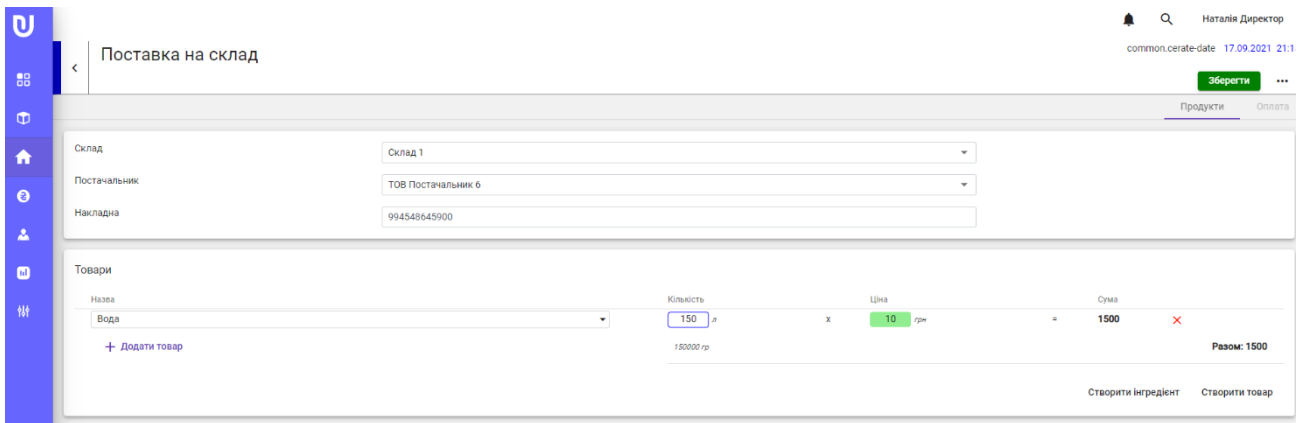 Наталія Директор
Поставка на склад
common.cerate-date 17.09.2021 21:1
Зберегти
Продукти Оплата
Склад Склад 1
Постачальник ТОВ Постачальник 6
Накладна 994548645900
Товари
Назва Кількість Ціна Сума
Вода 150 л x 10 грн = 1500
+ Додати товар 150000 гр Разом: 1500
Створити інгредієнт Створити товар